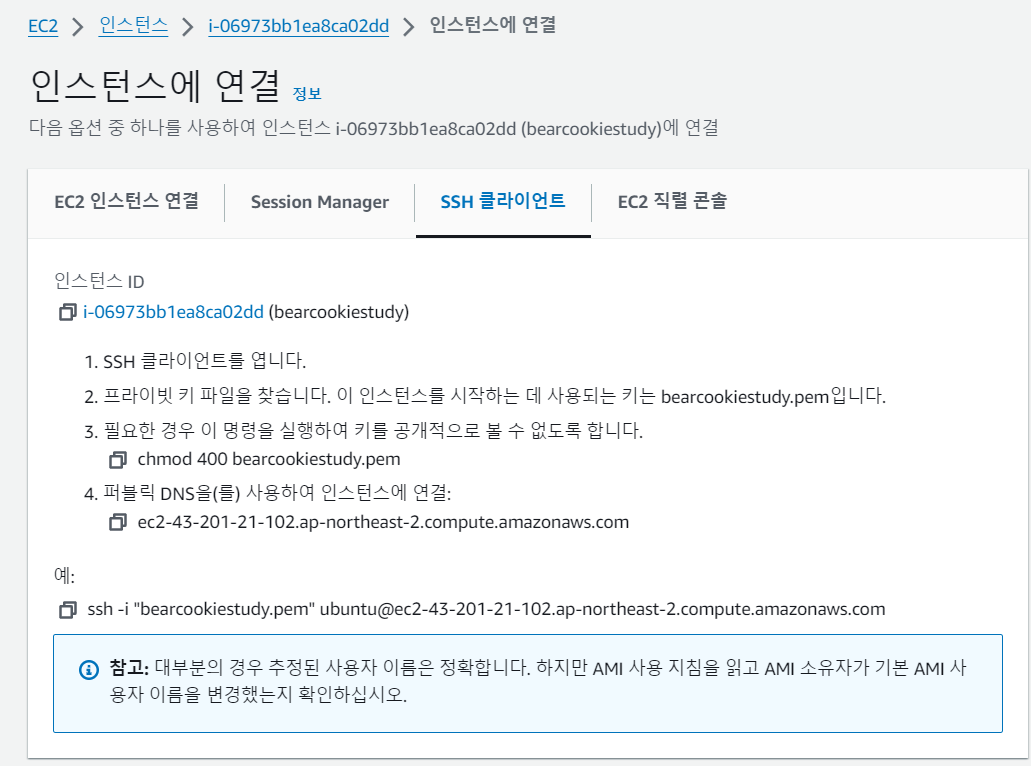 EC2 > 인스턴스 > i-06973bb1ea8ca02dd > 인스턴스에 연결
인스턴스에 연결 정보
다음 옵션 중 하나를 사용하여 인스턴스 i-06973bb1ea8ca02dd (bearcookiestudy)에 연결
EC2 인스턴스 연결 Session Manager SSH 클라이언트 EC2 직렬 콘솔
인스턴스 ID
i-06973bb1ea8ca02dd (bearcookiestudy)
1. SSH 클라이언트를 엽니다.
2. 프라이빗 키 파일을 찾습니다. 이 인스턴스를 시작하는 데 사용되는 키는 bearcookiestudy.pem입니다.
3. 필요한 경우 이 명령을 실행하여 키를 공개적으로 볼 수 없도록 합니다.
chmod 400 bearcookiestudy.pem
4. 퍼블릭 DNS을(를) 사용하여 인스턴스에 연결:
ec2-43-201-21-102.ap-northeast-2.compute.amazonaws.com
예:
ssh -i "bearcookiestudy.pem" ubuntu@ec2-43-201-21-102.ap-northeast-2.compute.amazonaws.com
참고: 대부분의 경우 추정된 사용자 이름은 정확합니다. 하지만 AMI 사용 지침을 읽고 AMI 소유자가 기본 AMI 사
용자 이름을 변경했는지 확인하십시오.